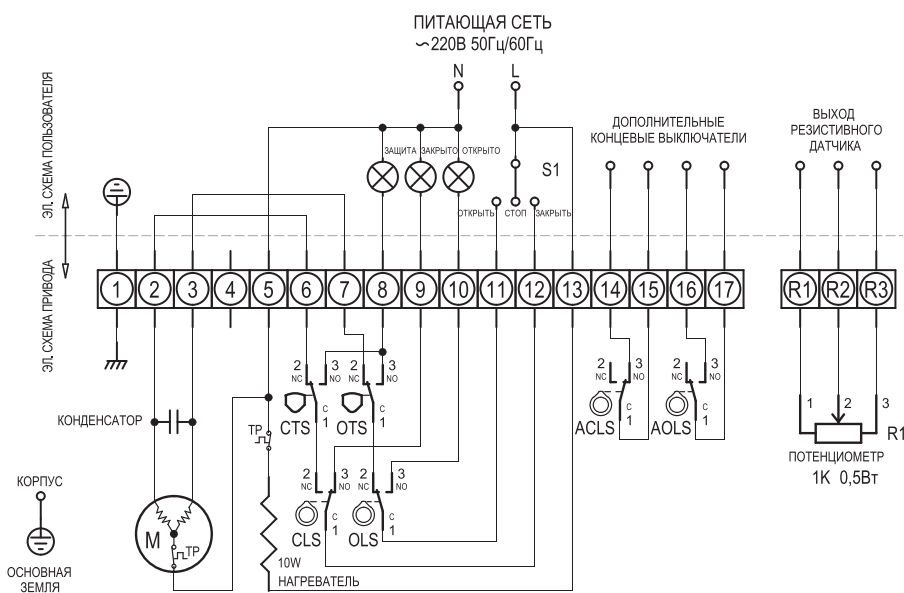 ПИТАЮЩАЯ СЕТЬ
~220В 50Гц/60Гц
N
L
ЭЛ. СХЕМА ПОЛЬЗОВАТЕЛЯ
ЗАЩИТА
ЗАКРЫТО
ОТКРЫТО
S1
ОТКРЫТЬ
СТОП
ЗАКРЫТЬ
ДОПОЛНИТЕЛЬНЫЕ
КОНЦЕВЫЕ ВЫКЛЮЧАТЕЛИ
ВЫХОД
РЕЗИСТИВНОГО
ДАТЧИКА
ЭЛ. СХЕМА ПРИВОДА
1 2 3 4 5 6 7 8 9 10 11 12 13 14 15 16 17
R1 R2 R3
КОНДЕНСАТОР
TP
2 NC 3 NO C 1
CTS
2 NC 3 NO C 1
OTS
2 NC 3 NO C 1
CLS
2 NC 3 NO C 1
OLS
2 NC 3 NO C 1
ACLS
2 NC 3 NO C 1
AOLS
1 2 3
R1
ПОТЕНЦИОМЕТР
1K 0,5Вт
КОРПУС
ОСНОВНАЯ
ЗЕМЛЯ
M
TP
10W
НАГРЕВАТЕЛЬ